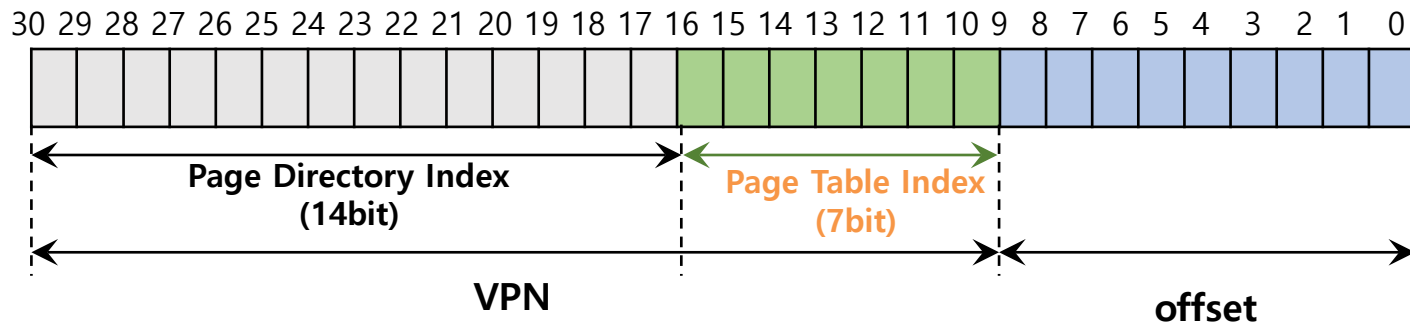 30 29 28 27 26 25 24 23 22 21 20 19 18 17 16 15 14 13 12 11 10 9 8 7 6 5 4 3 2 1 0
Page Directory Index
(14bit)
Page Table Index
(7bit)
VPN
offset